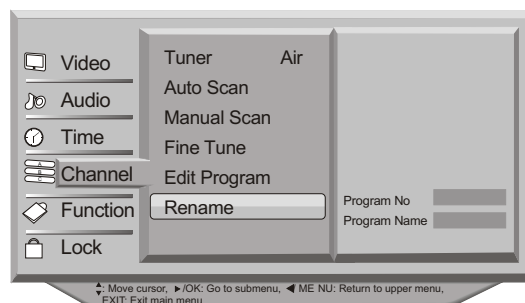 Video
Audio
Time
Channel
Function
Lock
Tuner Air
Auto Scan
Manual Scan
Fine Tune
Edit Program
Rename
Program No
Program Name
: Move cursor, ►/OK: Go to submenu, ◄ ME NU: Return to upper menu,
EXIT: Exit main menu